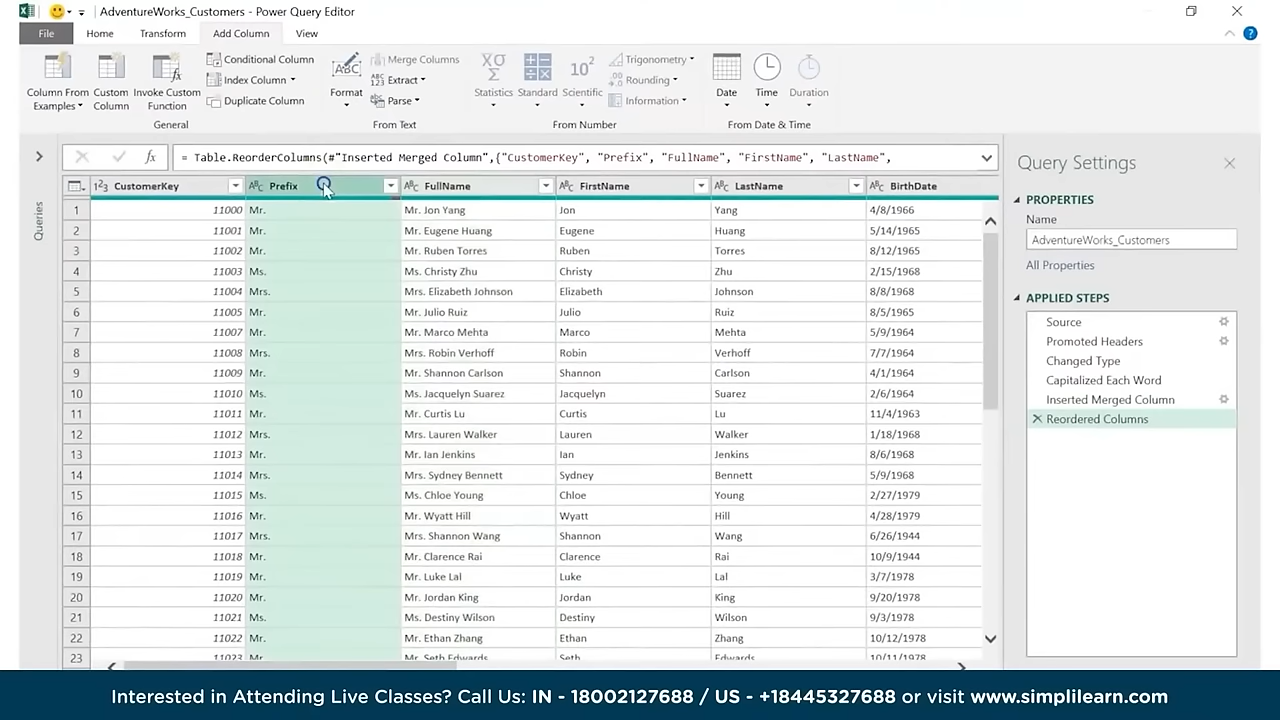 AdventureWorks_Customers - Power Query Editor
File Home Transform Add Column View
Column From Examples
Custom Column
Invoke Custom Function
Conditional Column
Index Column
Duplicate Column
General
Format
Merge Columns
Extract
Parse
From Text
Statistics
Standard
Scientific
Trigonometry
Rounding
Information
From Number
Date
Time
Duration
From Date & Time
= Table.ReorderColumns(#"Inserted Merged Column",{"CustomerKey", "Prefix", "FullName", "FirstName", "LastName",
Queries
CustomerKey Prefix FullName FirstName LastName BirthDate
1 11000 Mr. Mr. Jon Yang Jon Yang 4/8/1966
2 11001 Mr. Mr. Eugene Huang Eugene Huang 5/14/1965
3 11002 Mr. Mr. Ruben Torres Ruben Torres 8/12/1965
4 11003 Ms. Ms. Christy Zhu Christy Zhu 2/15/1968
5 11004 Mrs. Mrs. Elizabeth Johnson Elizabeth Johnson 8/8/1968
6 11005 Mr. Mr. Julio Ruiz Julio Ruiz 8/5/1965
7 11007 Mr. Mr. Marco Mehta Marco Mehta 5/9/1964
8 11008 Mrs. Mrs. Robin Verhoff Robin Verhoff 7/7/1964
9 11009 Mr. Mr. Shannon Carlson Shannon Carlson 4/1/1964
10 11010 Ms. Ms. Jacquelyn Suarez Jacquelyn Suarez 2/6/1964
11 11011 Mr. Mr. Curtis Lu Curtis Lu 11/4/1963
12 11012 Mrs. Mrs. Lauren Walker Lauren Walker 1/18/1968
13 11013 Mr. Mr. Ian Jenkins Ian Jenkins 8/6/1968
14 11014 Mrs. Mrs. Sydney Bennett Sydney Bennett 5/9/1968
15 11015 Ms. Ms. Chloe Young Chloe Young 2/27/1979
16 11016 Mr. Mr. Wyatt Hill Wyatt Hill 4/28/1979
17 11017 Mrs. Mrs. Shannon Wang Shannon Wang 6/26/1944
18 11018 Mr. Mr. Clarence Rai Clarence Rai 10/9/1944
19 11019 Mr. Mr. Luke Lal Luke Lal 3/7/1978
20 11020 Mr. Mr. Jordan King Jordan King 9/20/1978
21 11021 Ms. Ms. Destiny Wilson Destiny Wilson 9/3/1978
22 11022 Mr. Mr. Ethan Zhang Ethan Zhang 10/12/1978
23 11023 Mr. Mr. Seth Edwards Seth Edwards 10/11/1978
Query Settings
PROPERTIES
Name
AdventureWorks_Customers
All Properties
APPLIED STEPS
Source
Promoted Headers
Changed Type
Capitalized Each Word
Inserted Merged Column
Reordered Columns
Interested in Attending Live Classes? Call Us: IN - 18002127688 / US - +18445327688 or visit www.simplilearn.com